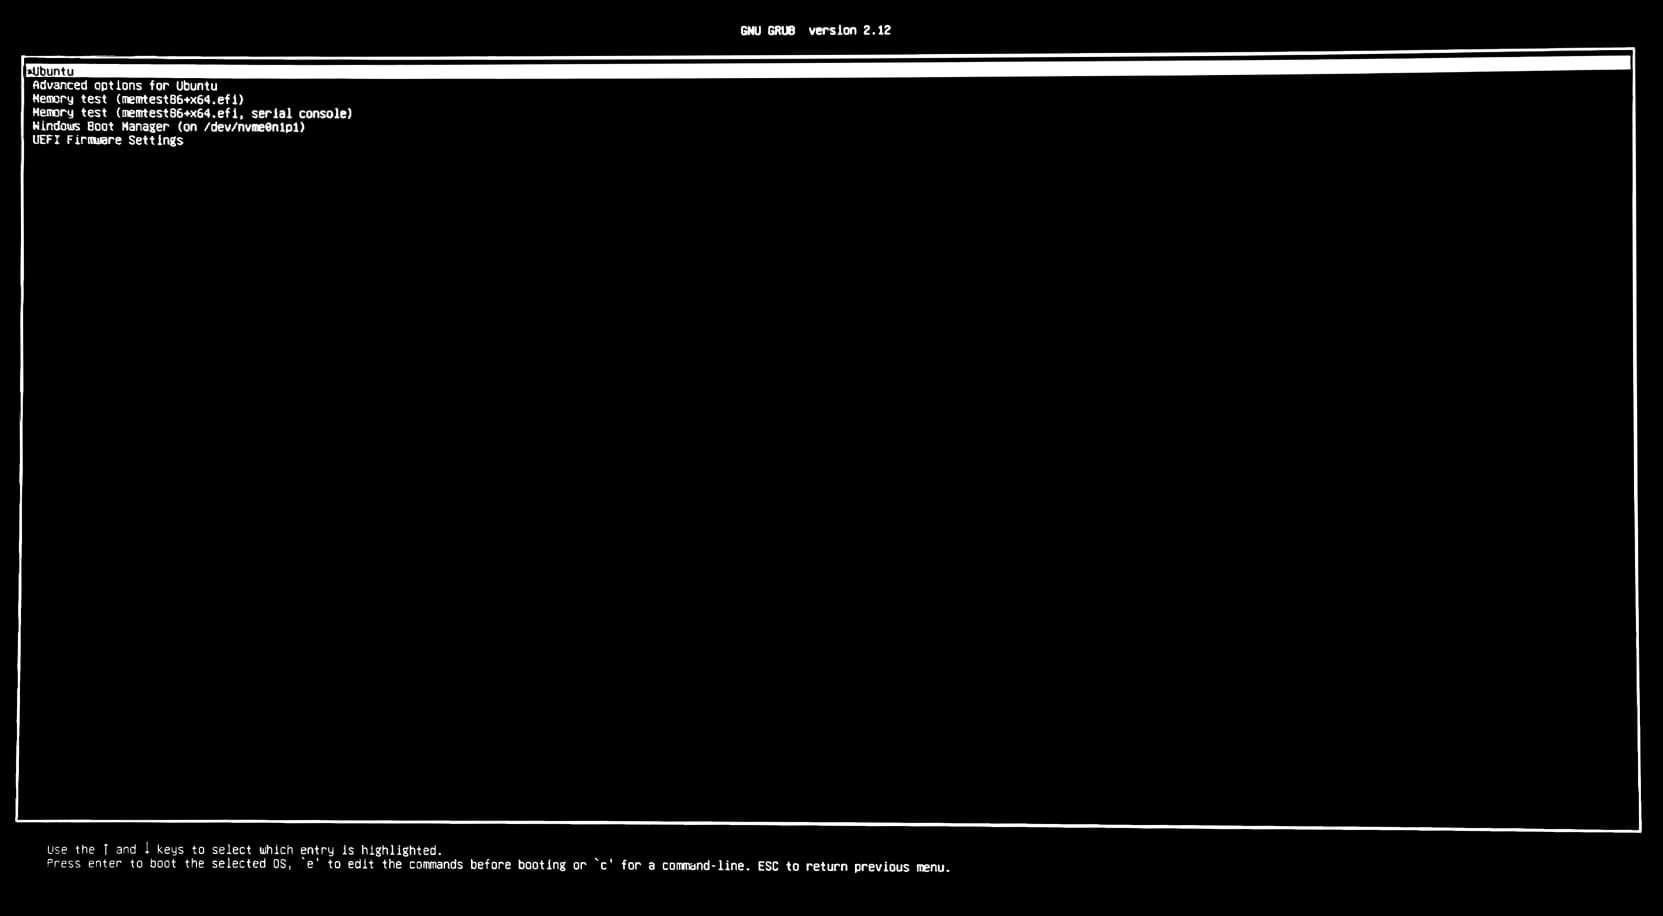 GNU GRUB  version 2.12
*Ubuntu
Advanced options for Ubuntu
Memory test (memtest86+x64.efi)
Memory test (memtest86+x64.efi, serial console)
Windows Boot Manager (on /dev/nvme0n1p1)
UEFI Firmware Settings
Use the ↑ and ↓ keys to select which entry is highlighted.
Press enter to boot the selected OS, `e' to edit the commands before booting or `c' for a command-line. ESC to return previous menu.